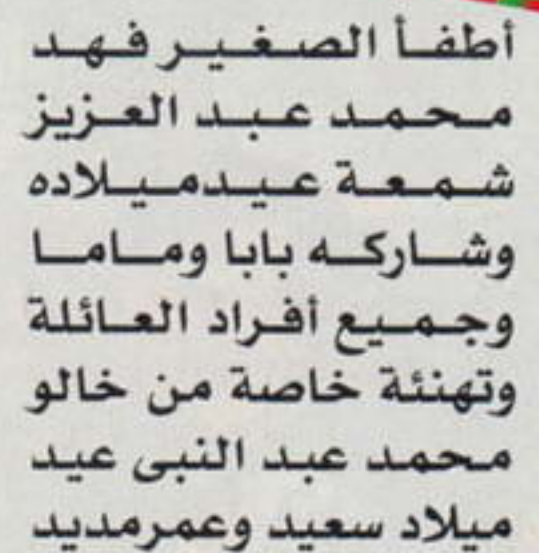 أطفأ الصغير فهد
محمد عبد العزيز
شمعة عيدميلاده
وشاركه بابا وماما
وجميع أفراد العائلة
وتهنئة خاصة من خالو
محمد عبد النبى عيد
ميلاد سعيد وعمرمديد